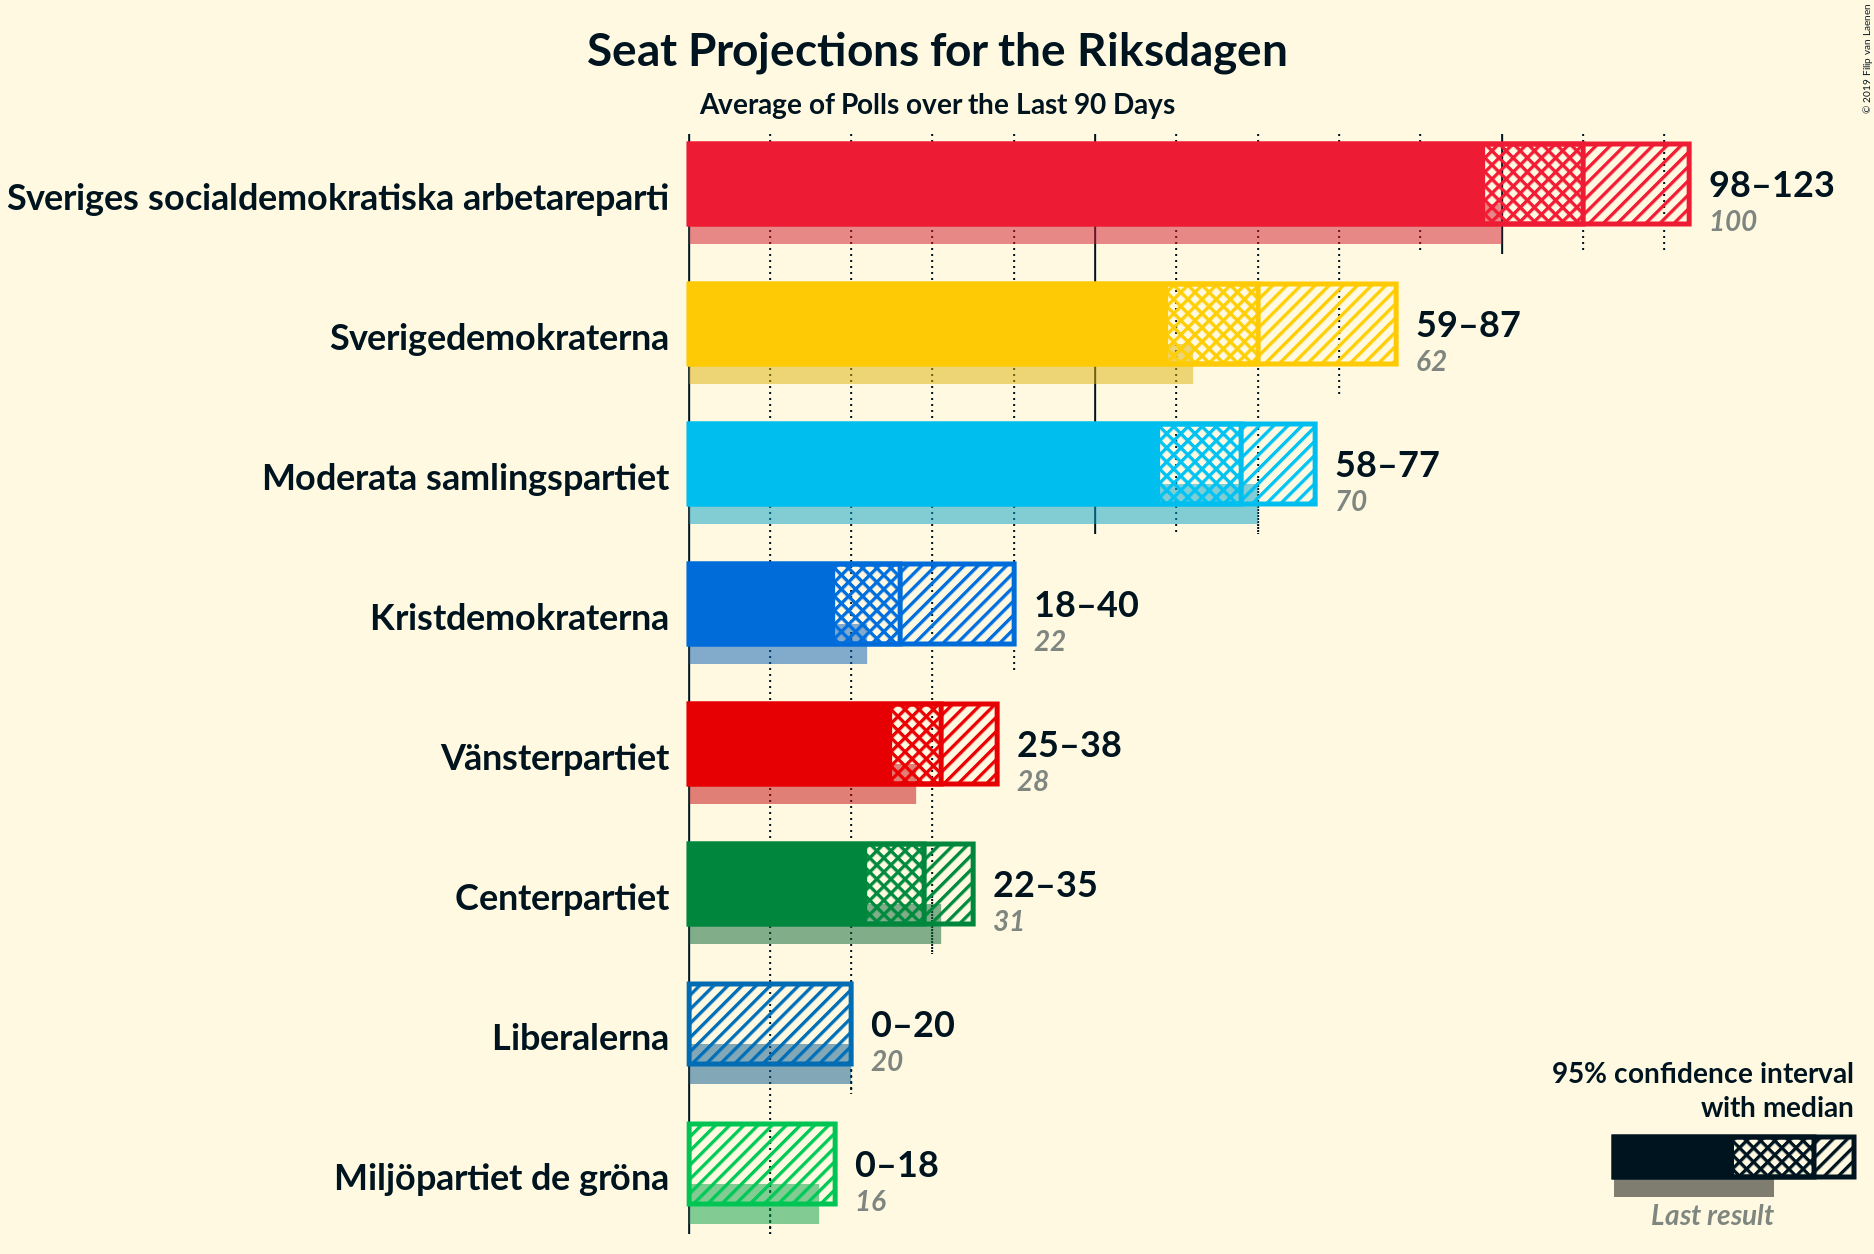 Seat Projections for the Riksdagen
Average of Polls over the Last 90 Days
© 2019 Filip van Laenen
Sveriges socialdemokratiska arbetareparti
98–123
100
Sverigedemokraterna
59–87
62
Moderata samlingspartiet
58–77
70
Kristdemokraterna
18–40
22
Vänsterpartiet
25–38
28
Centerpartiet
22–35
31
Liberalerna
0–20
20
Miljöpartiet de gröna
0–18
16
95% confidence interval
with median
Last result